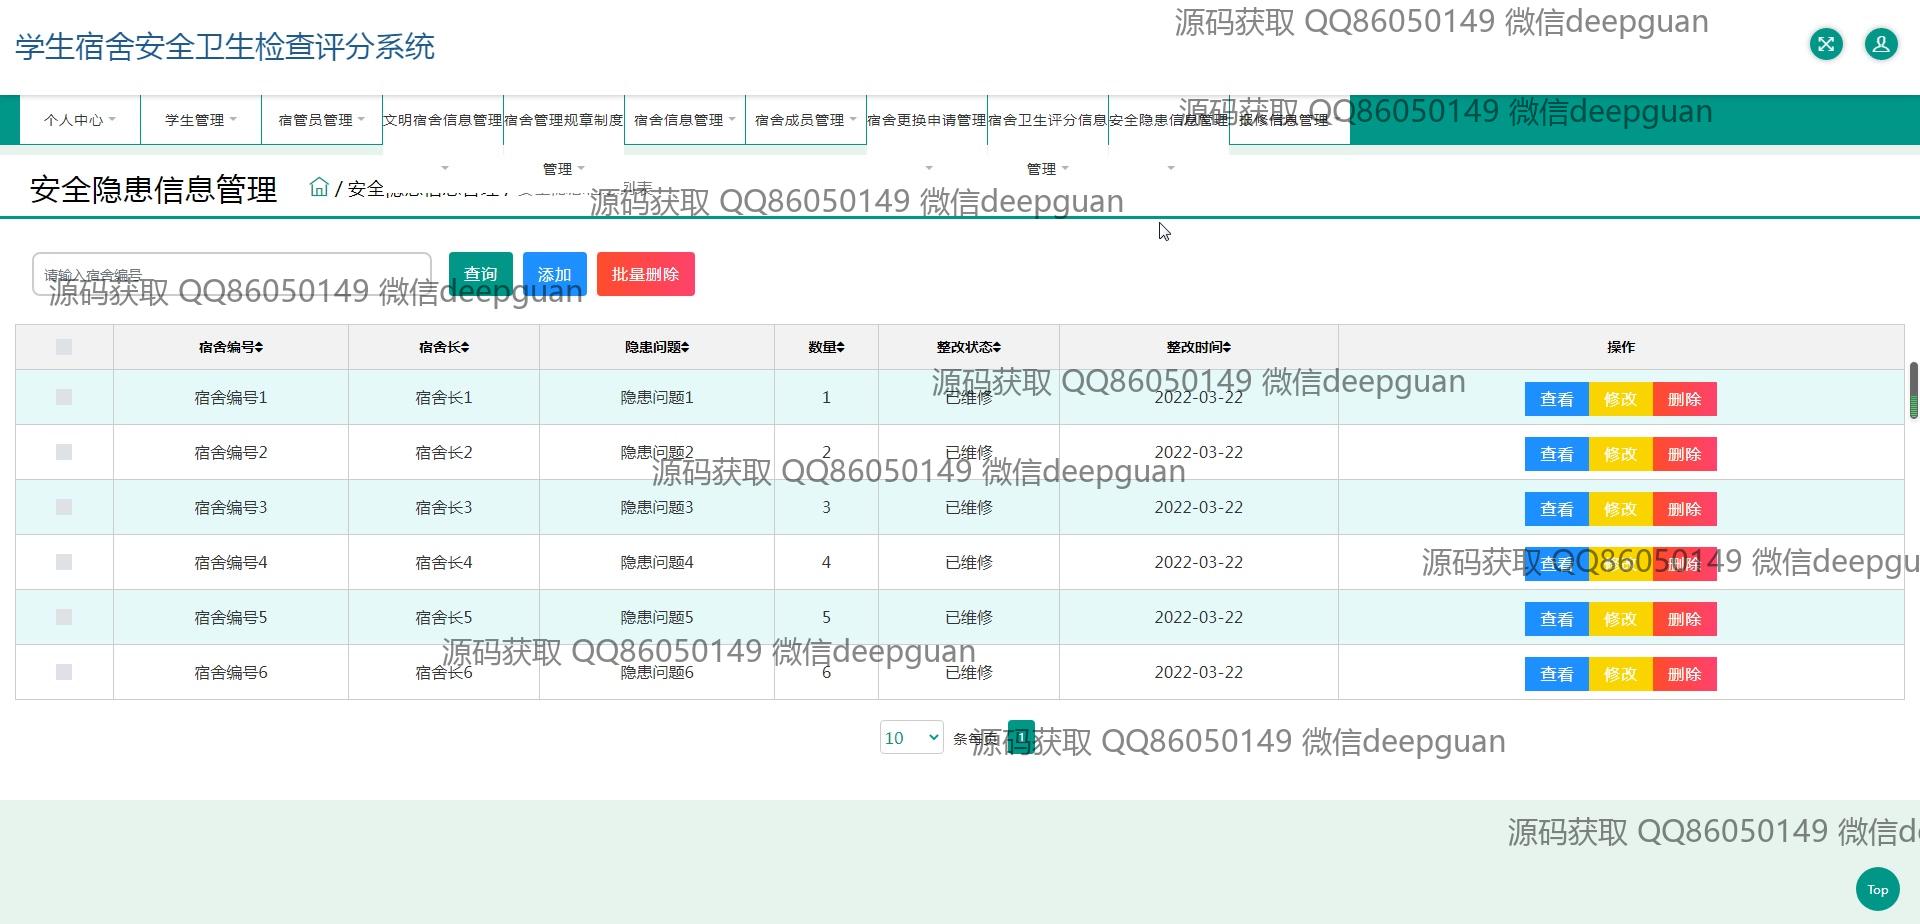 源码获取 QQ86050149 微信deepguan
学生宿舍安全卫生检查评分系统
源码获取 QQ86050149 微信deepguan
个人中心 学生管理 宿管员管理 文明宿舍信息管理 宿舍管理规章制度管理 宿舍信息管理 宿舍成员管理 宿舍更换申请管理 宿舍卫生评分信息管理 安全隐患信息管理 报修信息管理
安全隐患信息管理 / 安全隐患信息管理 / 安全隐患信息列表
源码获取 QQ86050149 微信deepguan
请输入宿舍编号 查询 添加 批量删除
源码获取 QQ86050149 微信deepguan
宿舍编号 宿舍长 隐患问题 数量 整改状态 整改时间 操作
源码获取 QQ86050149 微信deepguan
宿舍编号1 宿舍长1 隐患问题1 1 已维修 2022-03-22 查看 修改 删除
宿舍编号2 宿舍长2 隐患问题2 2 已维修 2022-03-22 查看 修改 删除
源码获取 QQ86050149 微信deepguan
宿舍编号3 宿舍长3 隐患问题3 3 已维修 2022-03-22 查看 修改 删除
宿舍编号4 宿舍长4 隐患问题4 4 已维修 2022-03-22 查看 修改 删除
源码获取 QQ86050149 微信deepgu
宿舍编号5 宿舍长5 隐患问题5 5 已维修 2022-03-22 查看 修改 删除
源码获取 QQ86050149 微信deepguan
宿舍编号6 宿舍长6 隐患问题6 6 已维修 2022-03-22 查看 修改 删除
10 条每页 1
源码获取 QQ86050149 微信deepguan
源码获取 QQ86050149 微信de
Top